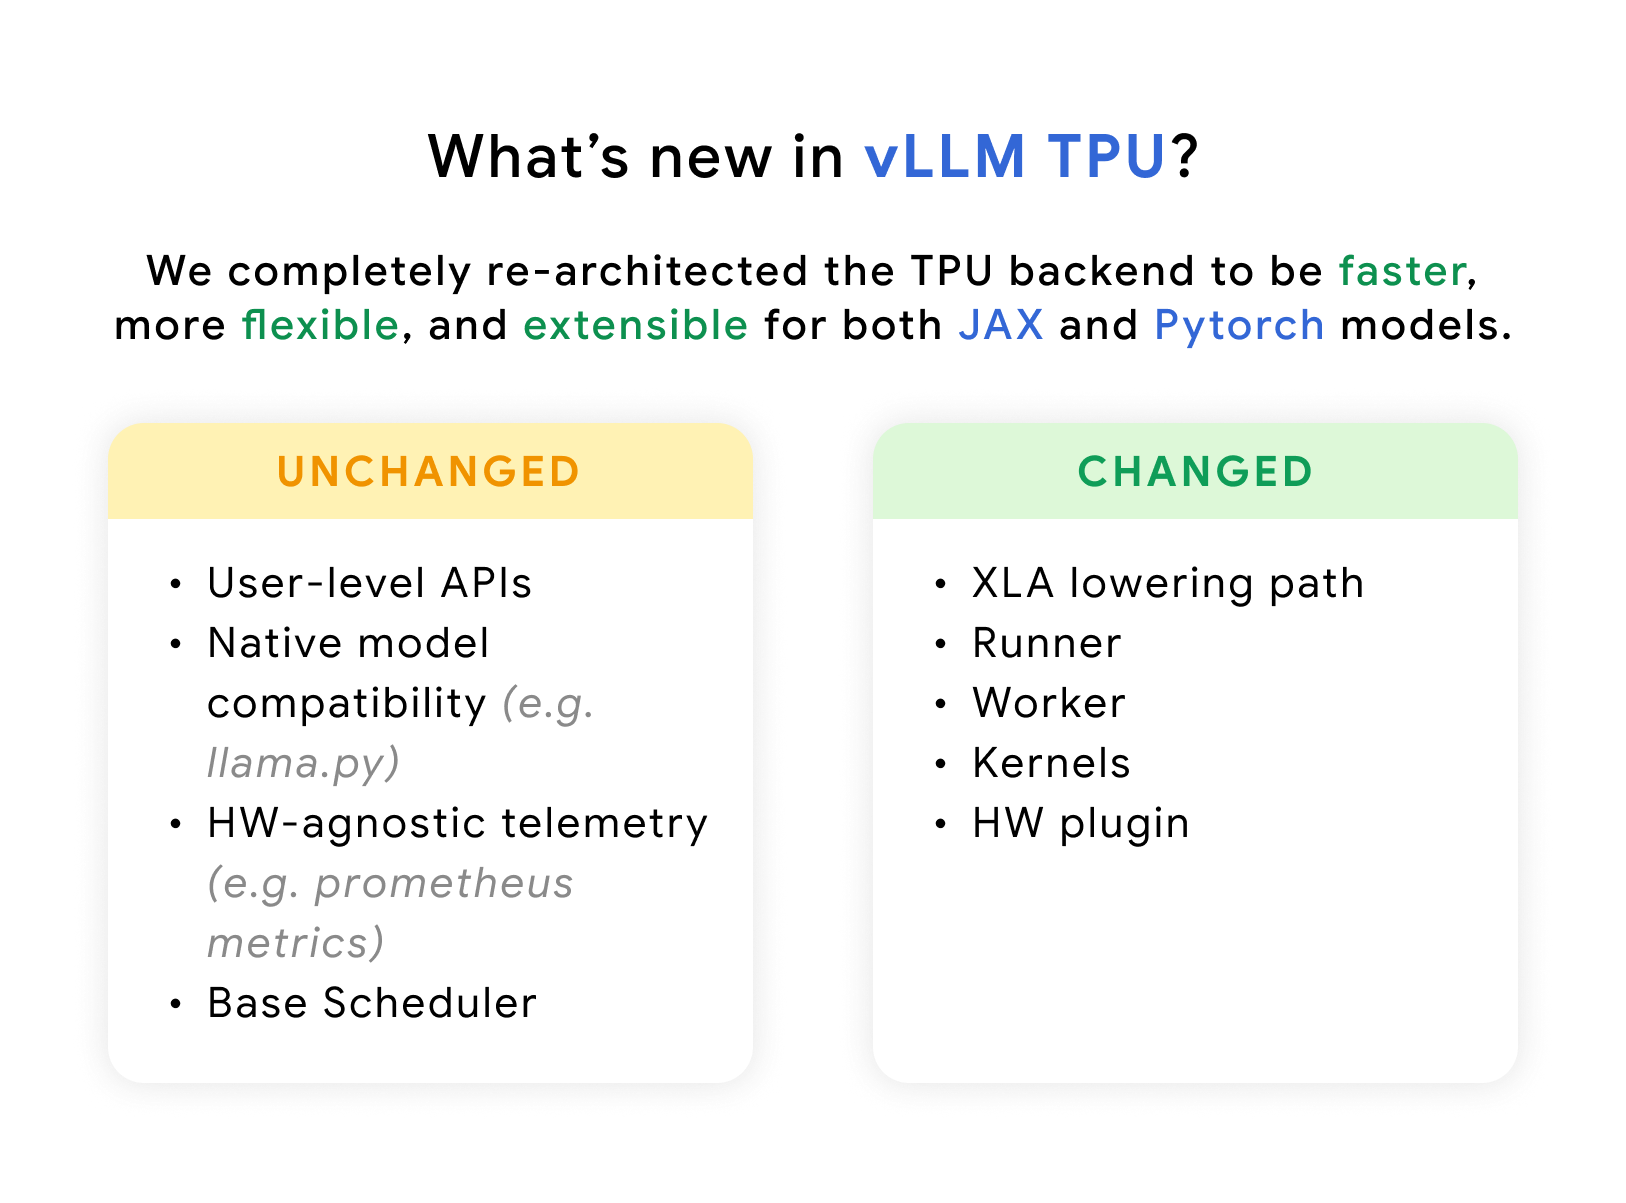 What’s new in vLLM TPU?
We completely re-architected the TPU backend to be faster,
more flexible, and extensible for both JAX and Pytorch models.
UNCHANGED
• User-level APIs
• Native model
compatibility (e.g.
llama.py)
• HW-agnostic telemetry
(e.g. prometheus
metrics)
• Base Scheduler
CHANGED
• XLA lowering path
• Runner
• Worker
• Kernels
• HW plugin